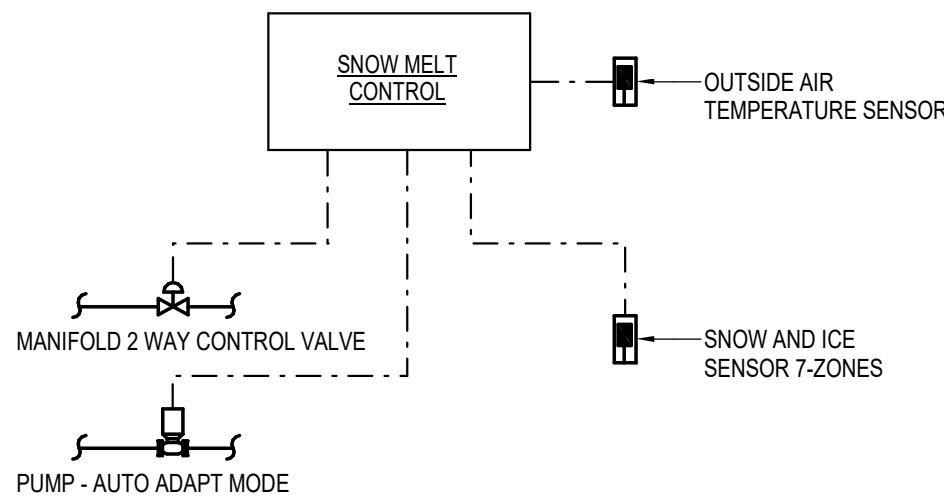 SNOW MELT
CONTROL
OUTSIDE AIR
TEMPERATURE SENSOR
MANIFOLD 2 WAY CONTROL VALVE
SNOW AND ICE
SENSOR 7-ZONES
PUMP - AUTO ADAPT MODE